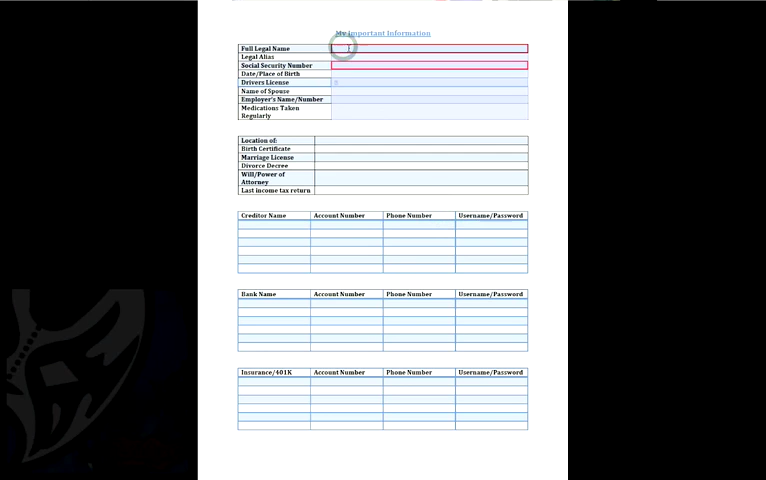 My Important Information
Full Legal Name
Legal Alias
Social Security Number
Date/Place of Birth
Drivers License
Name of Spouse
Employer's Name/Number
Medications Taken
Regularly
Location of:
Birth Certificate
Marriage License
Divorce Decree
Will/Power of
Attorney
Last income tax return
Creditor Name Account Number Phone Number Username/Password
Bank Name Account Number Phone Number Username/Password
Insurance/401K Account Number Phone Number Username/Password